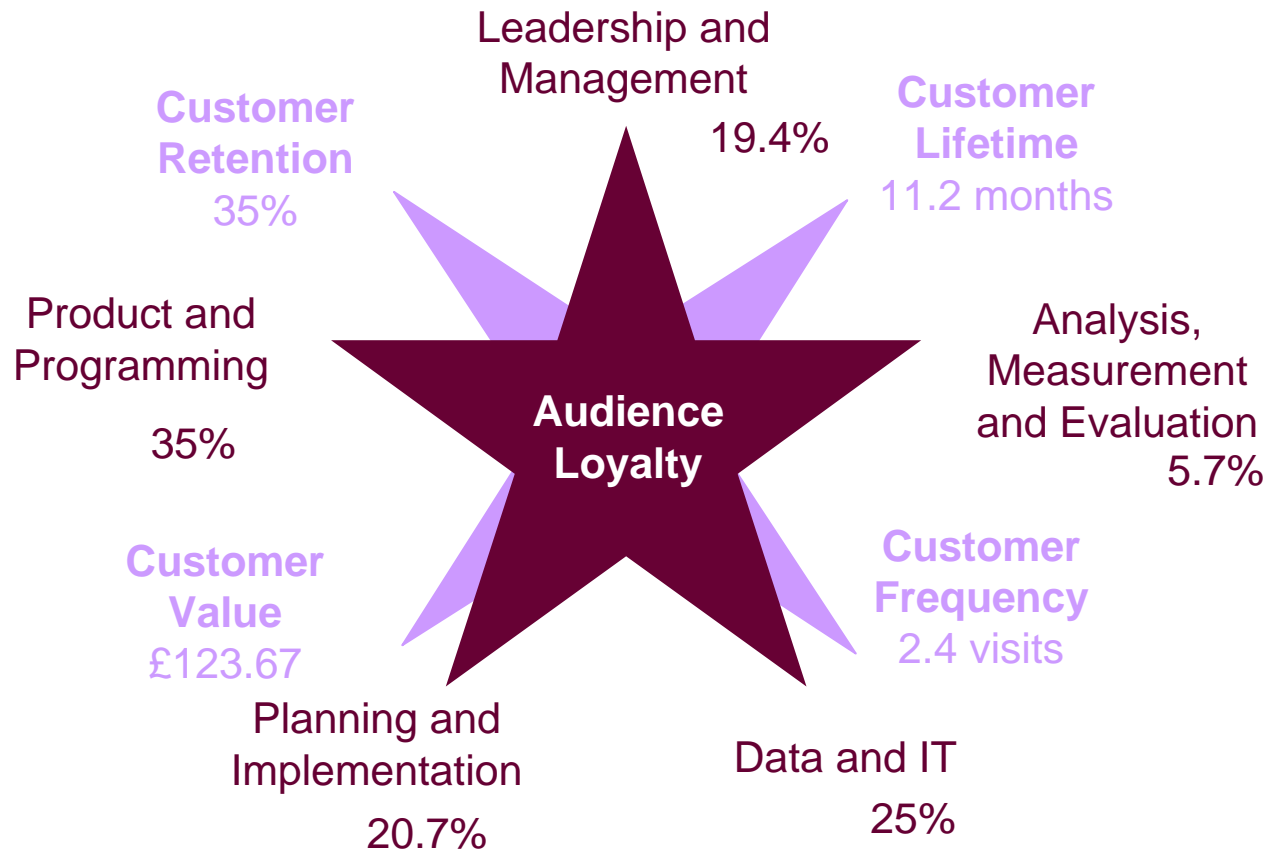 Leadership and
Management
19.4%
Customer
Retention
35%
Customer
Lifetime
11.2 months
Product and
Programming
35%
Analysis,
Measurement
and Evaluation
5.7%
Audience
Loyalty
Customer
Value
£123.67
Customer
Frequency
2.4 visits
Planning and
Implementation
20.7%
Data and IT
25%